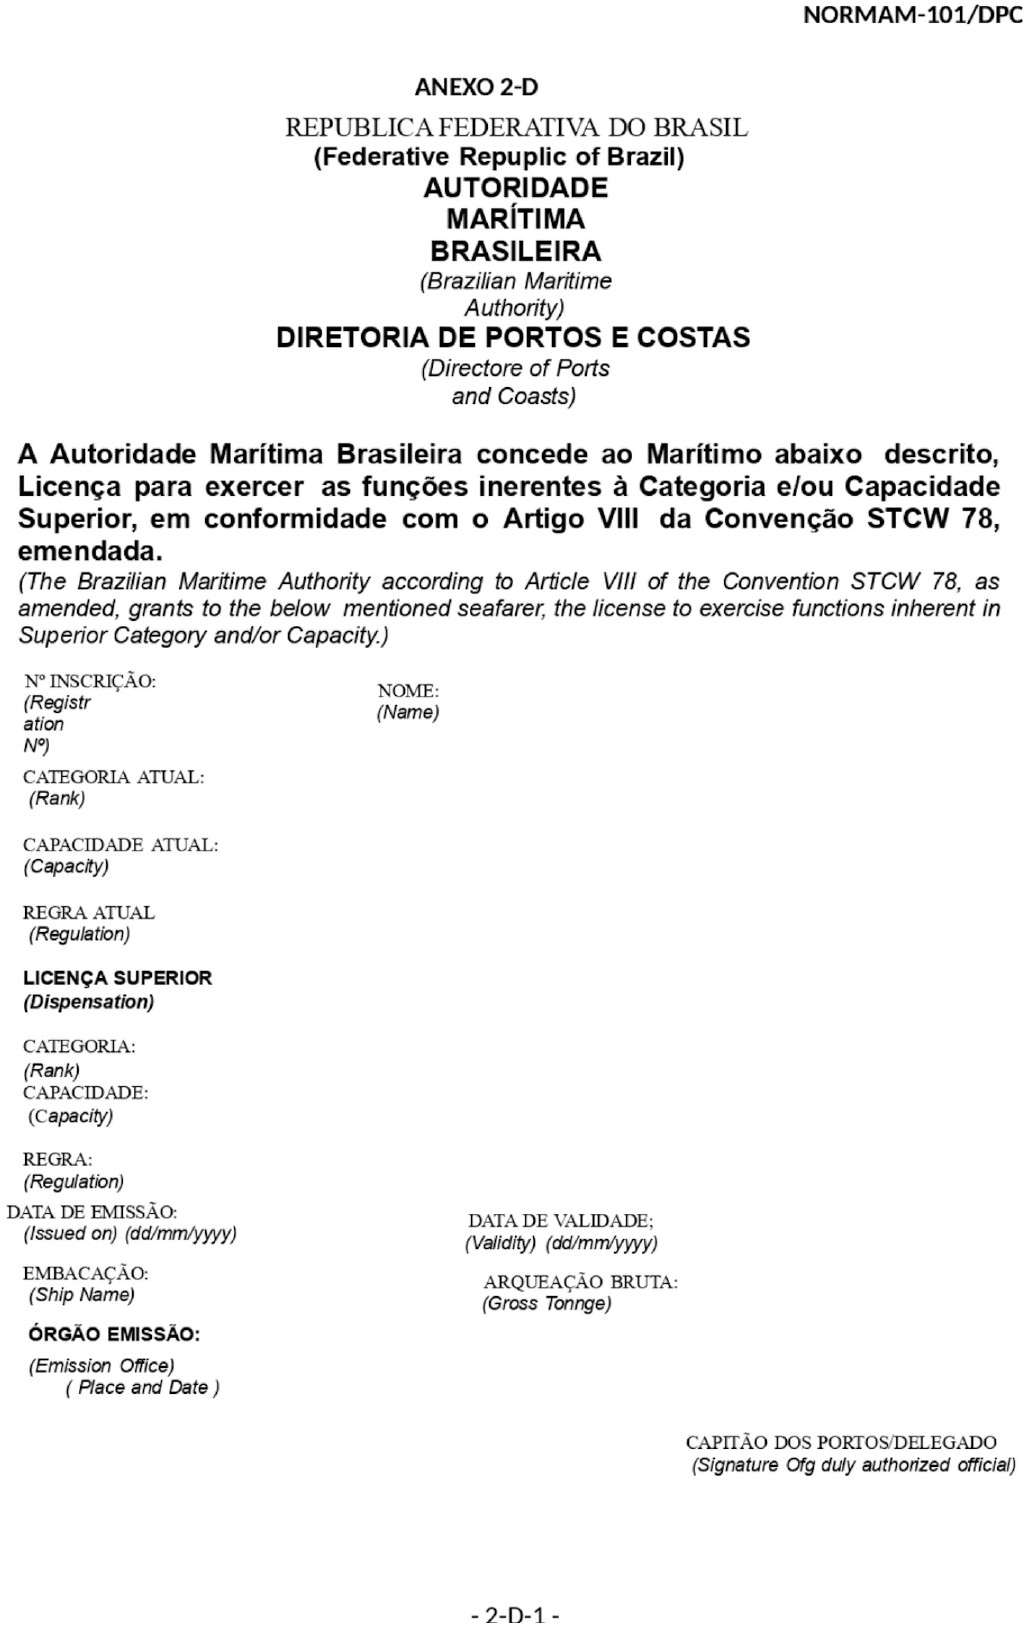 NORMAM-101/DPC
ANEXO 2-D
REPUBLICA FEDERATIVA DO BRASIL
(Federative Repuplic of Brazil)
AUTORIDADE
MARÍTIMA
BRASILEIRA
(Brazilian Maritime
Authority)
DIRETORIA DE PORTOS E COSTAS
(Directore of Ports
and Coasts)
A Autoridade Marítima Brasileira concede ao Marítimo abaixo descrito,
Licença para exercer as funções inerentes à Categoria e/ou Capacidade
Superior, em conformidade com o Artigo VIII da Convenção STCW 78,
emendada.
(The Brazilian Maritime Authority according to Article VIII of the Convention STCW 78, as
amended, grants to the below mentioned seafarer, the license to exercise functions inherent in
Superior Category and/or Capacity.)
Nº INSCRIÇÃO:
(Registr
ation
Nº)
NOME:
(Name)
CATEGORIA ATUAL:
(Rank)
CAPACIDADE ATUAL:
(Capacity)
REGRA ATUAL
(Regulation)
LICENÇA SUPERIOR
(Dispensation)
CATEGORIA:
(Rank)
CAPACIDADE:
(Capacity)
REGRA:
(Regulation)
DATA DE EMISSÃO:
(Issued on) (dd/mm/yyyy)
DATA DE VALIDADE;
(Validity) (dd/mm/yyyy)
EMBACAÇÃO:
(Ship Name)
ARQUEAÇÃO BRUTA:
(Gross Tonnge)
ÓRGÃO EMISSÃO:
(Emission Office)
( Place and Date )
CAPITÃO DOS PORTOS/DELEGADO
(Signature Ofg duly authorized official)
- 2-D-1 -